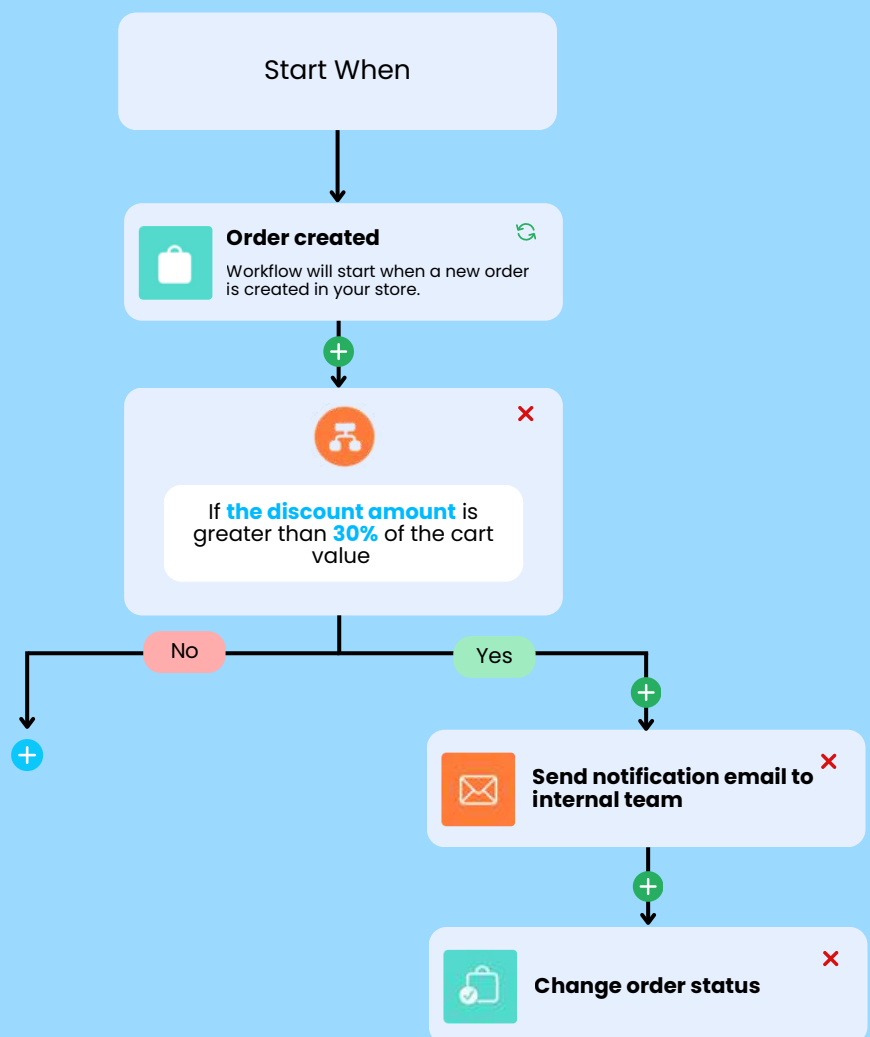 Start When
Order created
Workflow will start when a new order
is created in your store.
If the discount amount is
greater than 30% of the cart
value
No
Yes
Send notification email to
internal team
Change order status